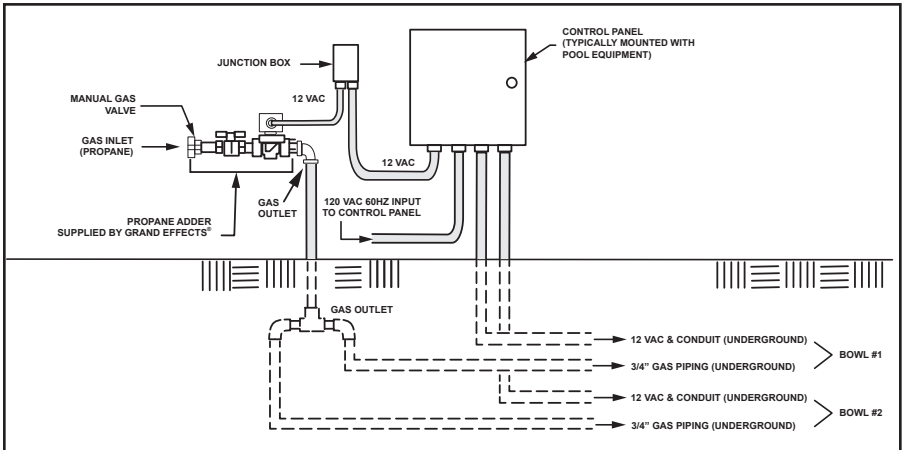 CONTROL PANEL
(TYPICALLY MOUNTED WITH
POOL EQUIPMENT)
JUNCTION BOX
12 VAC
MANUAL GAS
VALVE
GAS INLET
(PROPANE)
12 VAC
GAS
OUTLET
120 VAC 60HZ INPUT
TO CONTROL PANEL
PROPANE ADDER
SUPPLIED BY GRAND EFFECTS®
GAS OUTLET
12 VAC & CONDUIT (UNDERGROUND)
BOWL #1
3/4" GAS PIPING (UNDERGROUND)
12 VAC & CONDUIT (UNDERGROUND)
BOWL #2
3/4" GAS PIPING (UNDERGROUND)